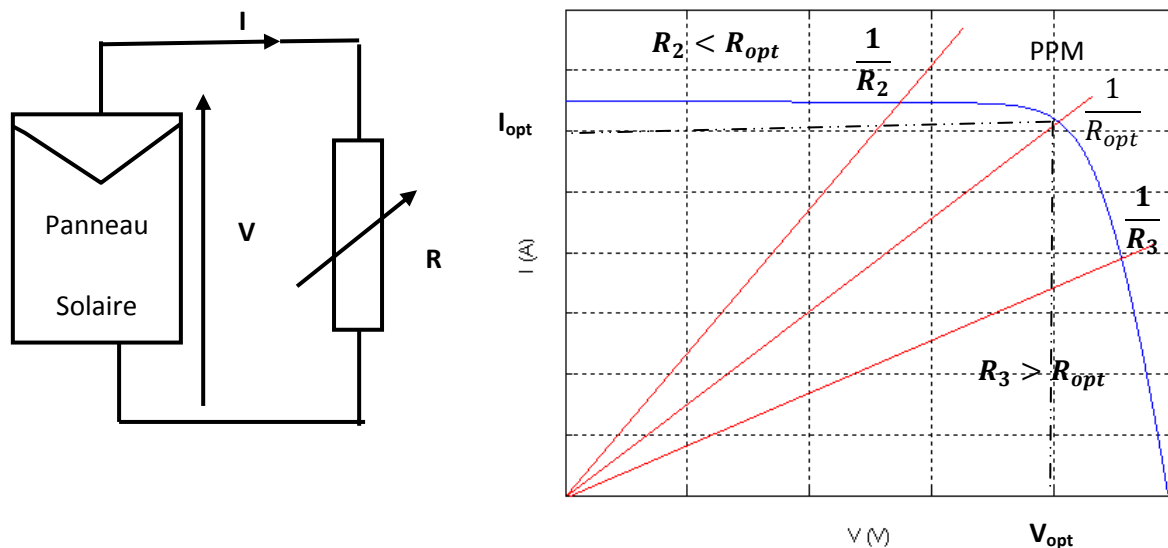 I
Panneau
Solaire
V
R
R₂ < Rₒₚₜ
1/R₂
PPM
Iₒₚₜ
1/Rₒₚₜ
1/R₃
R₃ > Rₒₚₜ
I (A)
V (V)
Vₒₚₜ